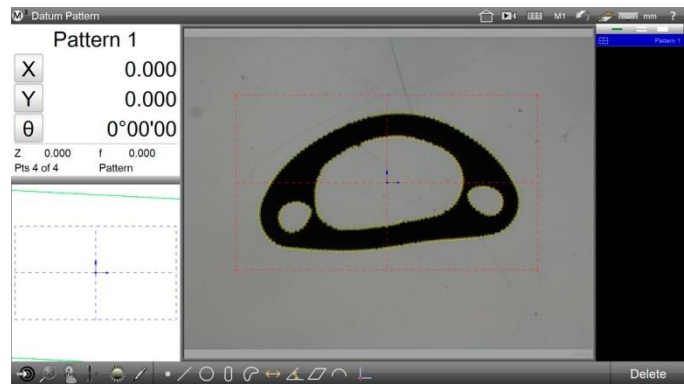 M³ Datum Pattern
M1
mm ?
Pattern 1
X 0.000
Y 0.000
θ 0°00'00
Z 0.000 f 0.000
Pts 4 of 4 Pattern
Pattern 1
Delete